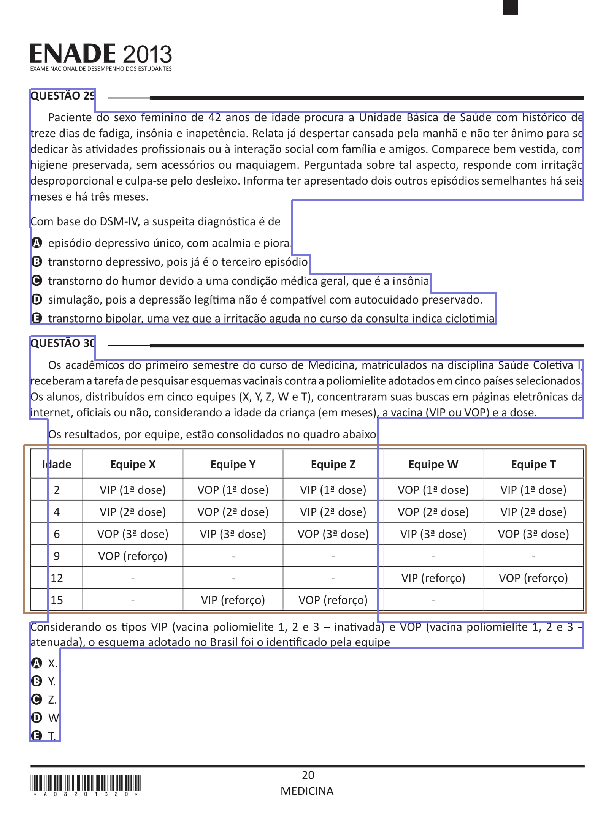 ENADE 2013
EXAME NACIONAL DE DESEMPENHO DOS ESTUDANTES
QUESTÃO 29
Paciente do sexo feminino de 42 anos de idade procura a Unidade Básica de Saúde com histórico de
treze dias de fadiga, insônia e inapetência. Relata já despertar cansada pela manhã e não ter ânimo para se
dedicar às atividades profissionais ou à interação social com família e amigos. Comparece bem vestida, com
higiene preservada, sem acessórios ou maquiagem. Perguntada sobre tal aspecto, responde com irritação
desproporcional e culpa-se pelo desleixo. Informa ter apresentado dois outros episódios semelhantes há seis
meses e há três meses.
Com base do DSM-IV, a suspeita diagnóstica é de
A episódio depressivo único, com acalmia e piora.
B transtorno depressivo, pois já é o terceiro episódio.
C transtorno do humor devido a uma condição médica geral, que é a insônia.
D simulação, pois a depressão legítima não é compatível com autocuidado preservado.
E transtorno bipolar, uma vez que a irritação aguda no curso da consulta indica ciclotimia.
QUESTÃO 30
Os acadêmicos do primeiro semestre do curso de Medicina, matriculados na disciplina Saúde Coletiva I,
receberam a tarefa de pesquisar esquemas vacinais contra a poliomielite adotados em cinco países selecionados.
Os alunos, distribuídos em cinco equipes (X, Y, Z, W e T), concentraram suas buscas em páginas eletrônicas da
internet, oficiais ou não, considerando a idade da criança (em meses), a vacina (VIP ou VOP) e a dose.
Os resultados, por equipe, estão consolidados no quadro abaixo.
Idade Equipe X Equipe Y Equipe Z Equipe W Equipe T
2 VIP (1ª dose) VOP (1ª dose) VIP (1ª dose) VOP (1ª dose) VIP (1ª dose)
4 VIP (2ª dose) VOP (2ª dose) VIP (2ª dose) VOP (2ª dose) VIP (2ª dose)
6 VOP (3ª dose) VIP (3ª dose) VOP (3ª dose) VIP (3ª dose) VOP (3ª dose)
9 VOP (reforço) - - - -
12 - - - VIP (reforço) VOP (reforço)
15 - VIP (reforço) VOP (reforço) -
Considerando os tipos VIP (vacina poliomielite 1, 2 e 3 – inativada) e VOP (vacina poliomielite 1, 2 e 3 –
atenuada), o esquema adotado no Brasil foi o identificado pela equipe
A X.
B Y.
C Z.
D W.
E T.
20
MEDICINA
*A08201320*